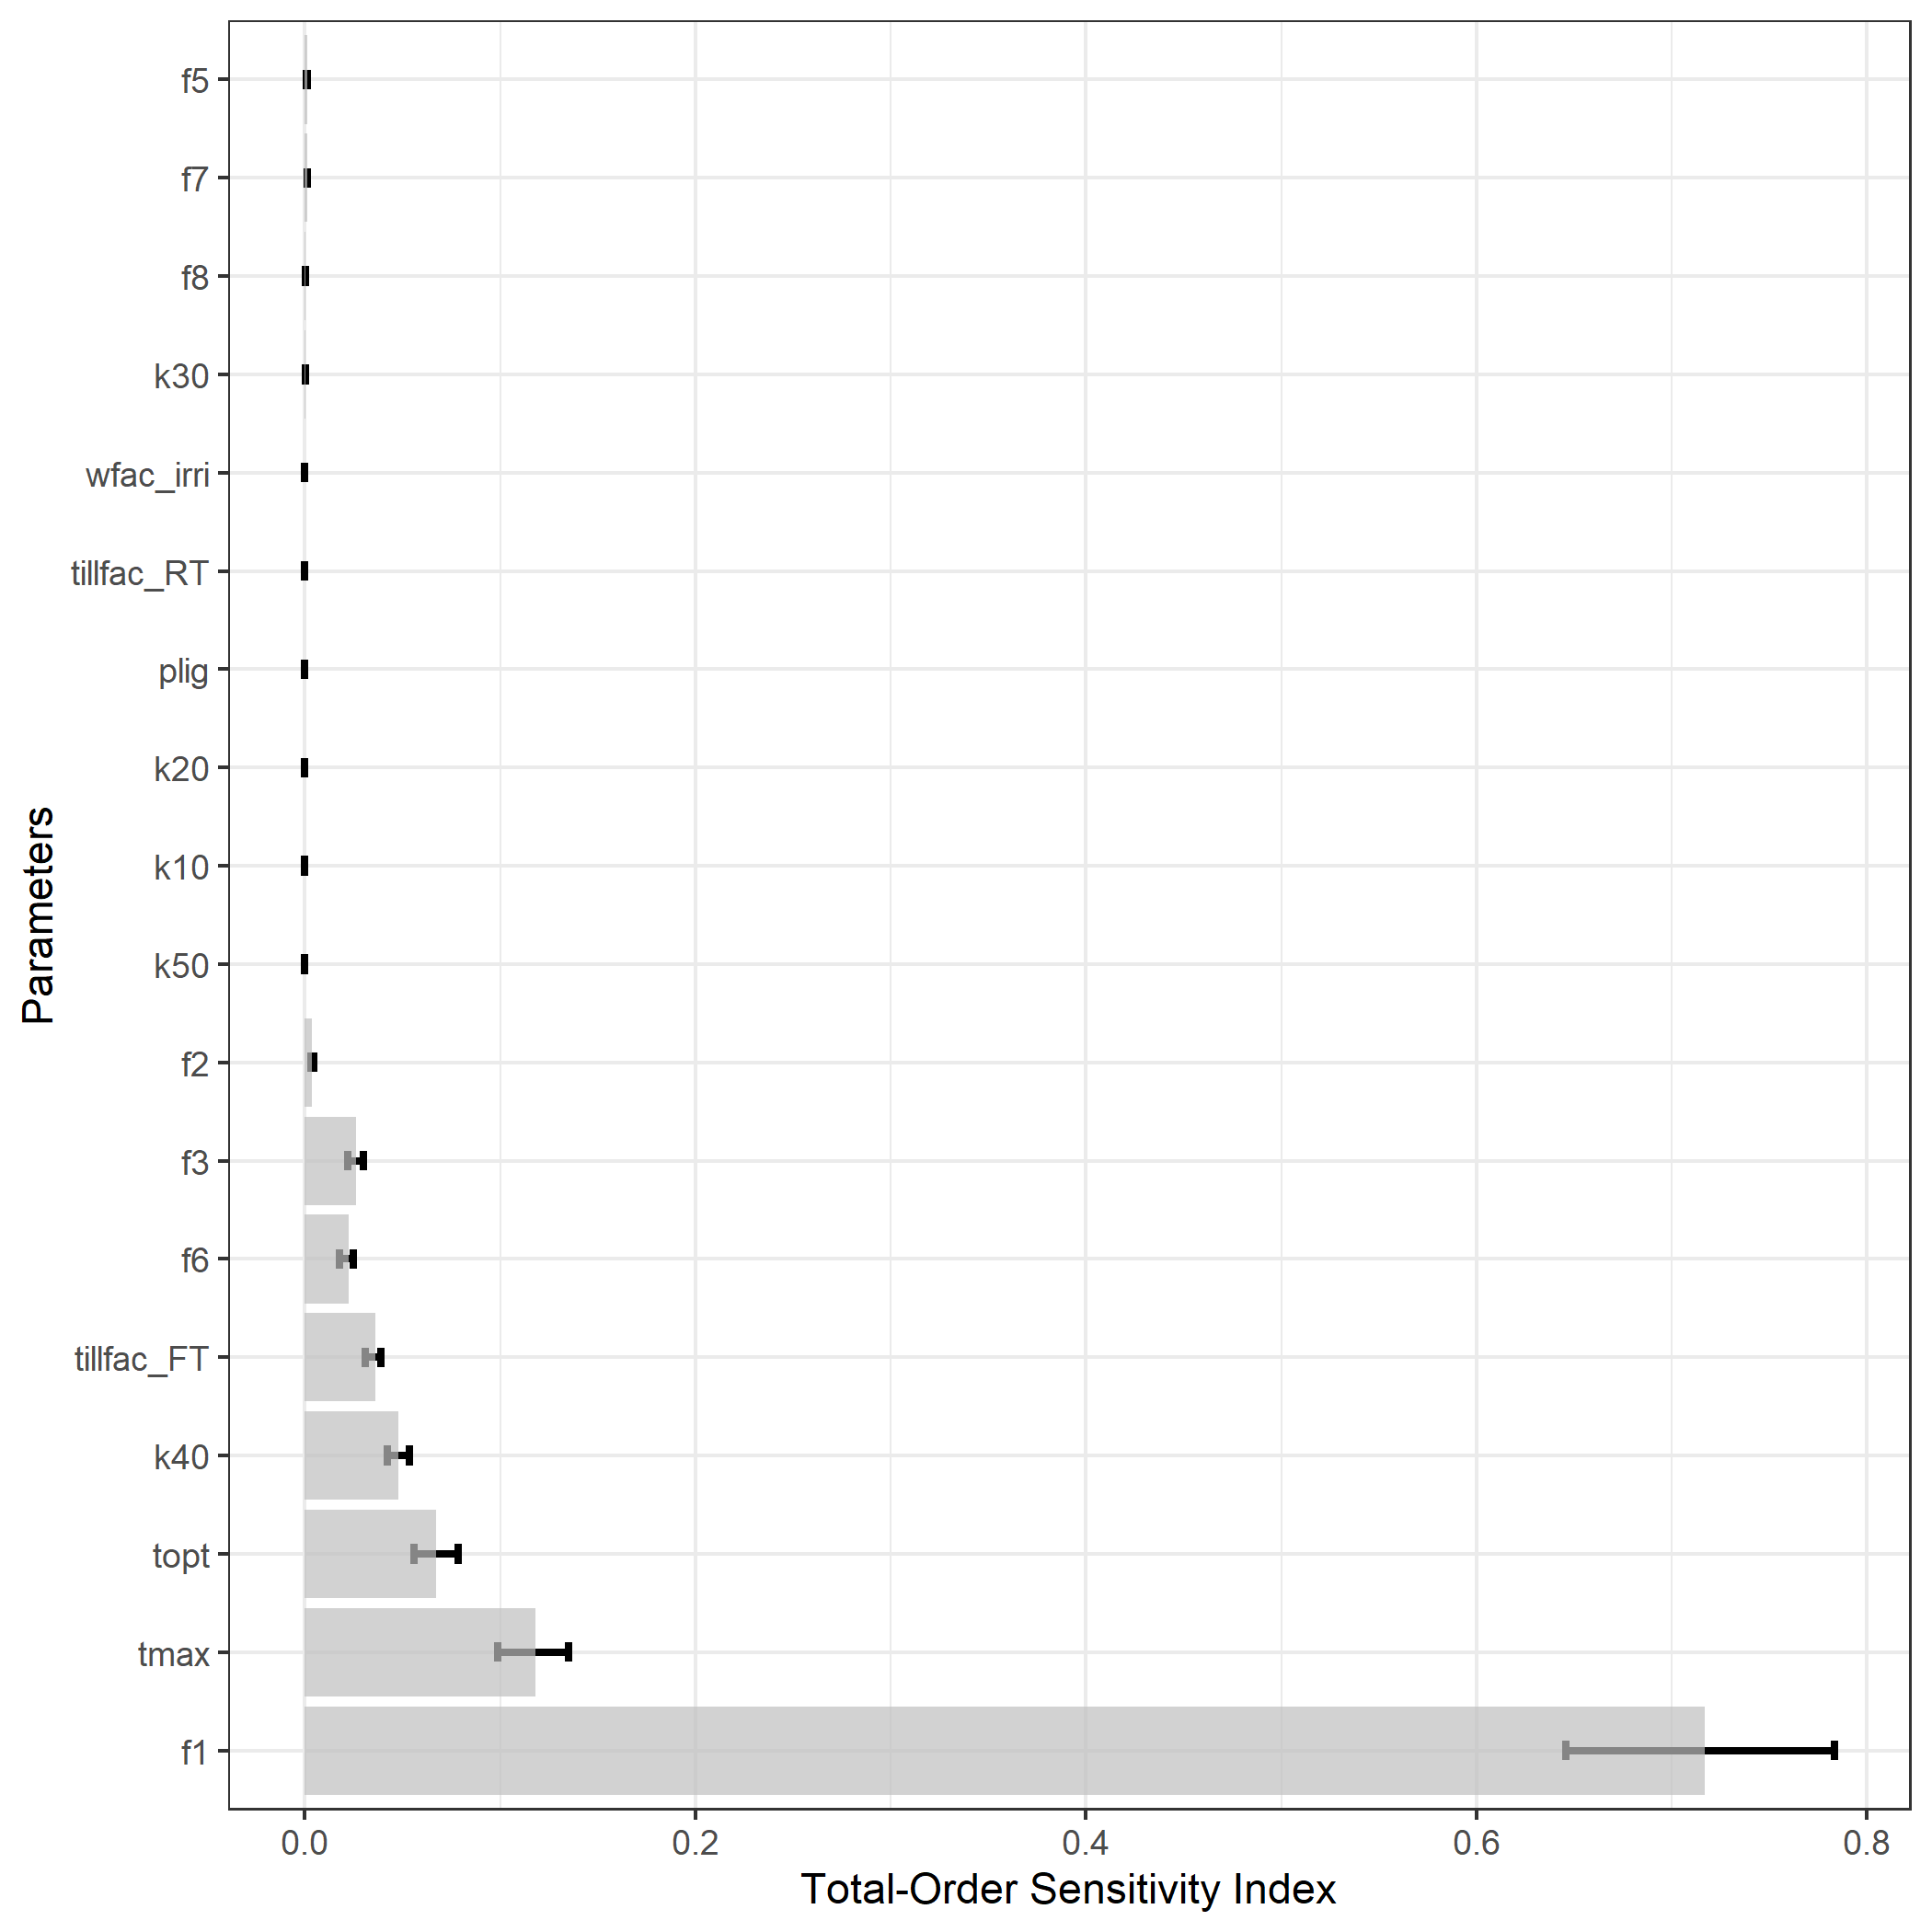 f5
f7
f8
k30
wfac_irri
tillfac_RT
plig
k20
k10
k50
f2
f3
f6
tillfac_FT
k40
topt
tmax
f1
Parameters
0.0 0.2 0.4 0.6 0.8
Total-Order Sensitivity Index